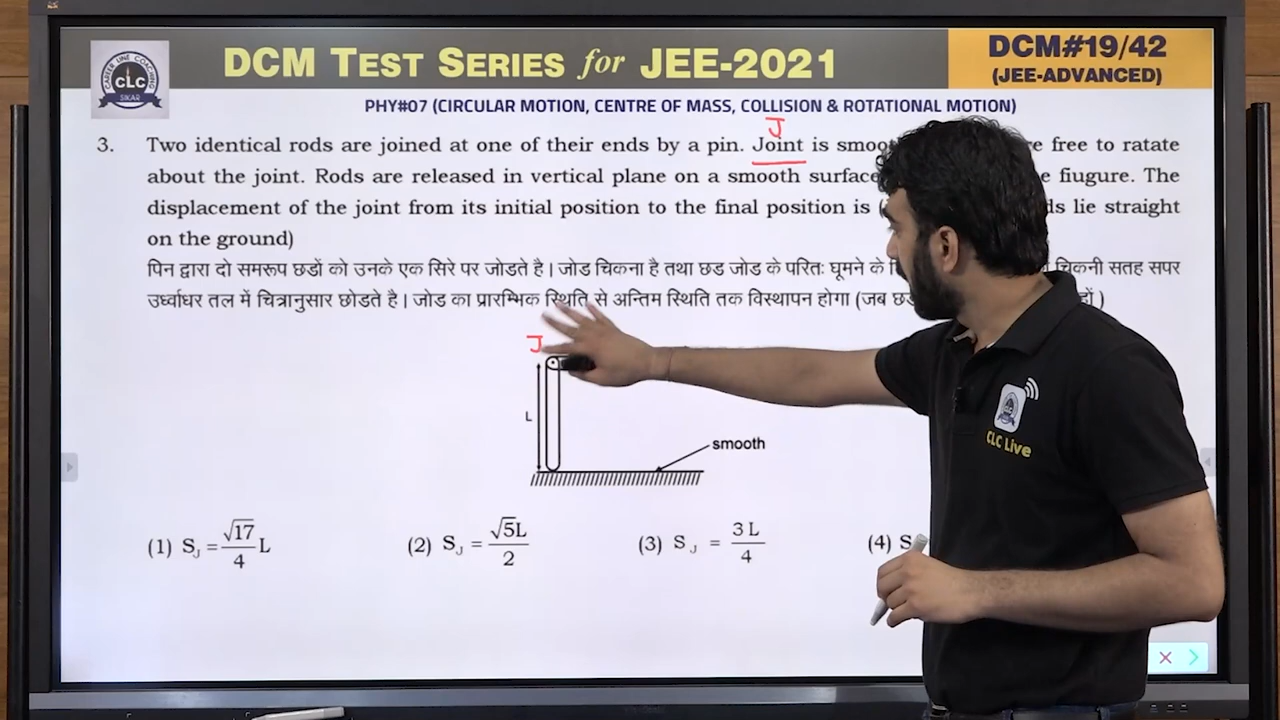 DCM TEST SERIES for JEE-2021
DCM#19/42
(JEE-ADVANCED)
CAREER LINE COACHING
CLC
SIKAR
PHY#07 (CIRCULAR MOTION, CENTRE OF MASS, COLLISION & ROTATIONAL MOTION)
J
3. Two identical rods are joined at one of their ends by a pin. Joint is smoo re free to ratate
about the joint. Rods are released in vertical plane on a smooth surface e fiugure. The
displacement of the joint from its initial position to the final position is ( ds lie straight
on the ground)
पिन द्वारा दो समरूप छडों को उनके एक सिरे पर जोडते है। जोड चिकना है तथा छड जोड के परितः घूमने के चिकनी सतह सपर
उर्ध्वाधर तल में चित्रानुसार छोडते है। जोड का प्रारम्भिक स्थिति से अन्तिम स्थिति तक विस्थापन होगा (जब छड )
J
L
smooth
(1) S_J = √17/4 L
(2) S_J = √5L/2
(3) S_J = 3L/4
(4) S
CLC Live